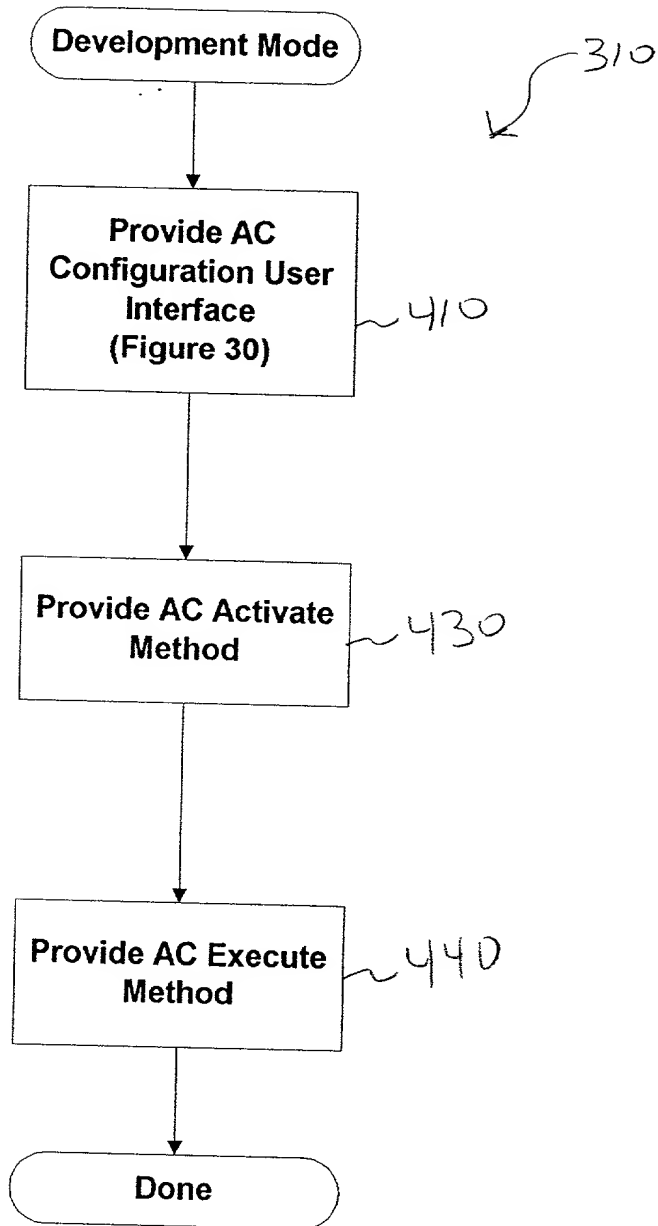 Development Mode
310
Provide AC
Configuration User
Interface
(Figure 30)
410
Provide AC Activate
Method
430
Provide AC Execute
Method
440
Done